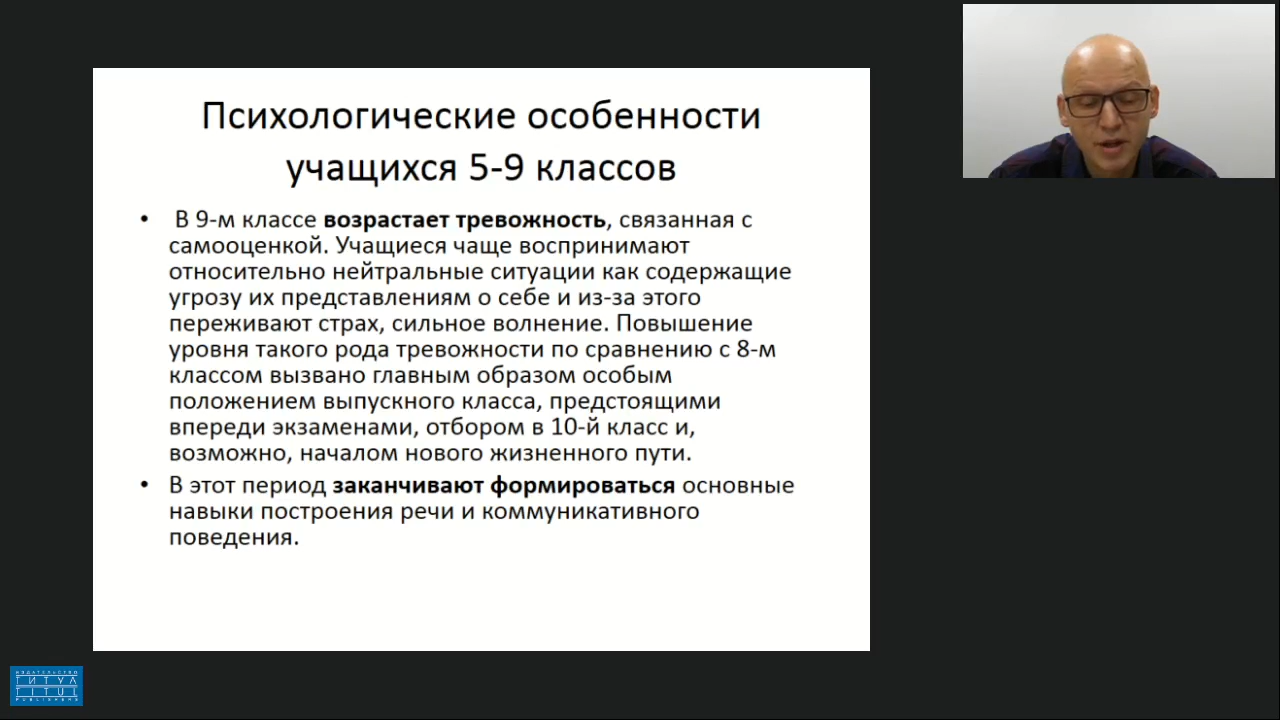 Психологические особенности
учащихся 5-9 классов
• В 9-м классе возрастает тревожность, связанная с
самооценкой. Учащиеся чаще воспринимают
относительно нейтральные ситуации как содержащие
угрозу их представлениям о себе и из-за этого
переживают страх, сильное волнение. Повышение
уровня такого рода тревожности по сравнению с 8-м
классом вызвано главным образом особым
положением выпускного класса, предстоящими
впереди экзаменами, отбором в 10-й класс и,
возможно, началом нового жизненного пути.
• В этот период заканчивают формироваться основные
навыки построения речи и коммуникативного
поведения.
ИЗДАТЕЛЬСТВО
ТИТУЛ
TITUL
PUBLISHERS